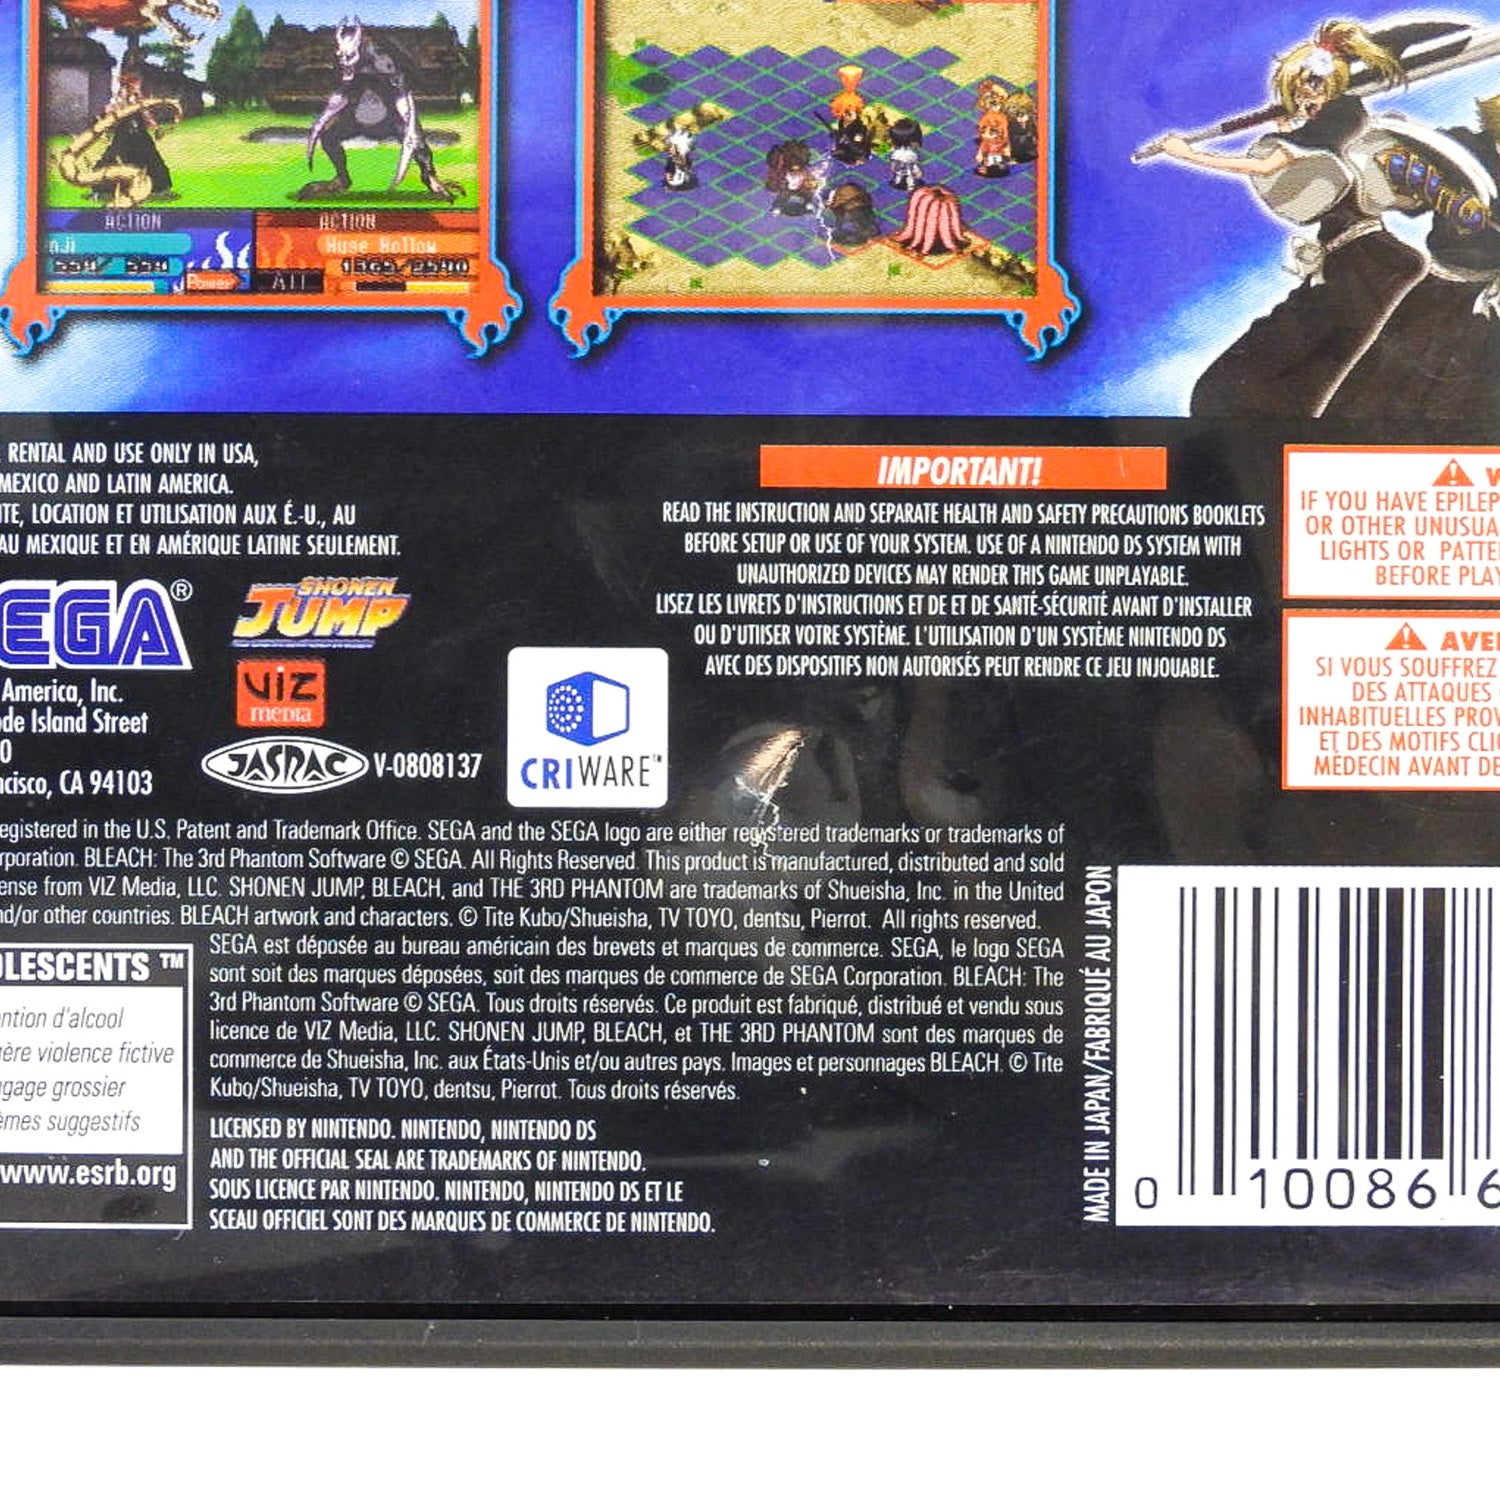 ACTION
ACTION
nji
Huge Hollow
Power
ALL
RENTAL AND USE ONLY IN USA,
MEXICO AND LATIN AMERICA.
TE, LOCATION ET UTILISATION AUX É.-U., AU
AU MEXIQUE ET EN AMÉRIQUE LATINE SEULEMENT.
EGA®
America, Inc.
ode Island Street
0
ncisco, CA 94103
SHONEN
JUMP
VIZ
media
JASRAC V-0808137
CRIWARE™
IMPORTANT!
READ THE INSTRUCTION AND SEPARATE HEALTH AND SAFETY PRECAUTIONS BOOKLETS
BEFORE SETUP OR USE OF YOUR SYSTEM. USE OF A NINTENDO DS SYSTEM WITH
UNAUTHORIZED DEVICES MAY RENDER THIS GAME UNPLAYABLE.
LISEZ LES LIVRETS D'INSTRUCTIONS ET DE ET DE SANTÉ-SÉCURITÉ AVANT D'INSTALLER
OU D'UTIISER VOTRE SYSTÈME. L'UTILISATION D'UN SYSTÈME NINTENDO DS
AVEC DES DISPOSITIFS NON AUTORISÉS PEUT RENDRE CE JEU INJOUABLE.
W
IF YOU HAVE EPILEP
OR OTHER UNUSUA
LIGHTS OR PATTE
BEFORE PLAY
AVE
SI VOUS SOUFFREZ
DES ATTAQUES
INHABITUELLES PROV
ET DES MOTIFS CLI
MÉDECIN AVANT DE
egistered in the U.S. Patent and Trademark Office. SEGA and the SEGA logo are either registered trademarks or trademarks of
rporation. BLEACH: The 3rd Phantom Software © SEGA. All Rights Reserved. This product is manufactured, distributed and sold
ense from VIZ Media, LLC. SHONEN JUMP, BLEACH, and THE 3RD PHANTOM are trademarks of Shueisha, Inc. in the United
nd/or other countries. BLEACH artwork and characters. © Tite Kubo/Shueisha, TV TOYO, dentsu, Pierrot. All rights reserved.
SEGA est déposée au bureau américain des brevets et marques de commerce. SEGA, le logo SEGA
sont soit des marques déposées, soit des marques de commerce de SEGA Corporation. BLEACH: The
3rd Phantom Software © SEGA. Tous droits réservés. Ce produit est fabriqué, distribué et vendu sous
licence de VIZ Media, LLC. SHONEN JUMP, BLEACH, et THE 3RD PHANTOM sont des marques de
commerce de Shueisha, Inc. aux États-Unis et/ou autres pays. Images et personnages BLEACH. © Tite
Kubo/Shueisha, TV TOYO, dentsu, Pierrot. Tous droits réservés.
OLESCENTS ™
ntion d'alcool
gère violence fictive
ngage grossier
èmes suggestifs
www.esrb.org
LICENSED BY NINTENDO. NINTENDO, NINTENDO DS
AND THE OFFICIAL SEAL ARE TRADEMARKS OF NINTENDO.
SOUS LICENCE PAR NINTENDO. NINTENDO, NINTENDO DS ET LE
SCEAU OFFICIEL SONT DES MARQUES DE COMMERCE DE NINTENDO.
MADE IN JAPAN/FABRIQUÉ AU JAPON
0 10086 6